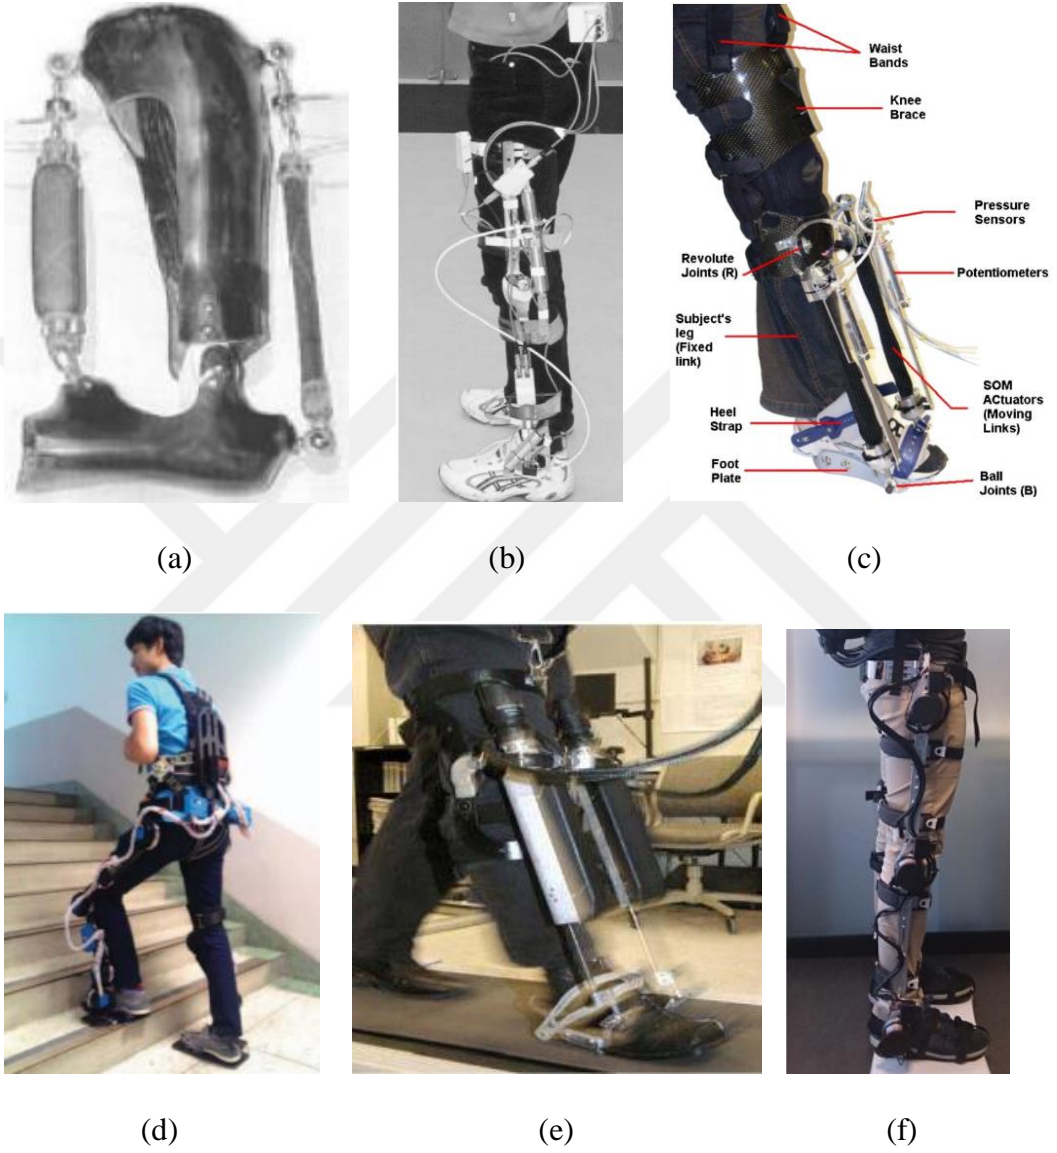 Waist
Bands
Knee
Brace
Pressure
Sensors
Revolute
Joints (R)
Potentiometers
Subject's
leg
(Fixed
link)
SOM
ACtuators
(Moving
Links)
Heel
Strap
Foot
Plate
Ball
Joints (B)
(a)
(b)
(c)
(d)
(e)
(f)